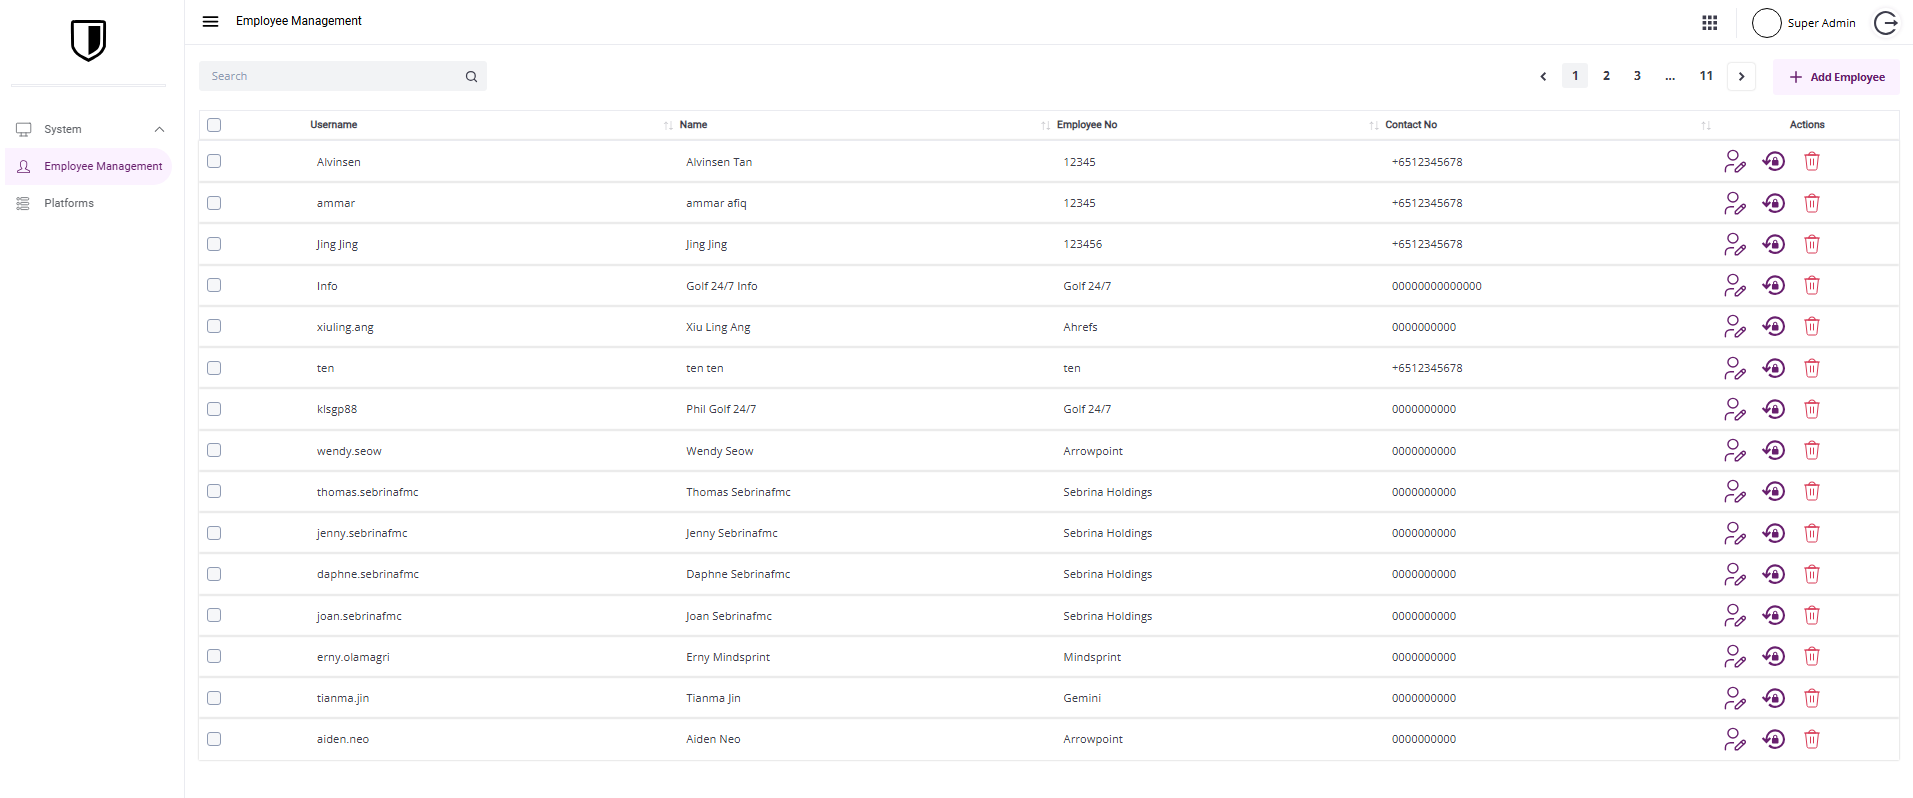 Employee Management
Super Admin
Search
1 2 3 ... 11
Add Employee
System
Employee Management
Platforms
Username Name Employee No Contact No Actions
Alvinsen Alvinsen Tan 12345 +6512345678
ammar ammar afiq 12345 +6512345678
Jing Jing Jing Jing 123456 +6512345678
Info Golf 24/7 Info Golf 24/7 00000000000000
xiuling.ang Xiu Ling Ang Ahrefs 0000000000
ten ten ten ten +6512345678
klsgp88 Phil Golf 24/7 Golf 24/7 0000000000
wendy.seow Wendy Seow Arrowpoint 0000000000
thomas.sebrinafmc Thomas Sebrinafmc Sebrina Holdings 0000000000
jenny.sebrinafmc Jenny Sebrinafmc Sebrina Holdings 0000000000
daphne.sebrinafmc Daphne Sebrinafmc Sebrina Holdings 0000000000
joan.sebrinafmc Joan Sebrinafmc Sebrina Holdings 0000000000
erny.olamagri Erny Mindsprint Mindsprint 0000000000
tianma.jin Tianma Jin Gemini 0000000000
aiden.neo Aiden Neo Arrowpoint 0000000000